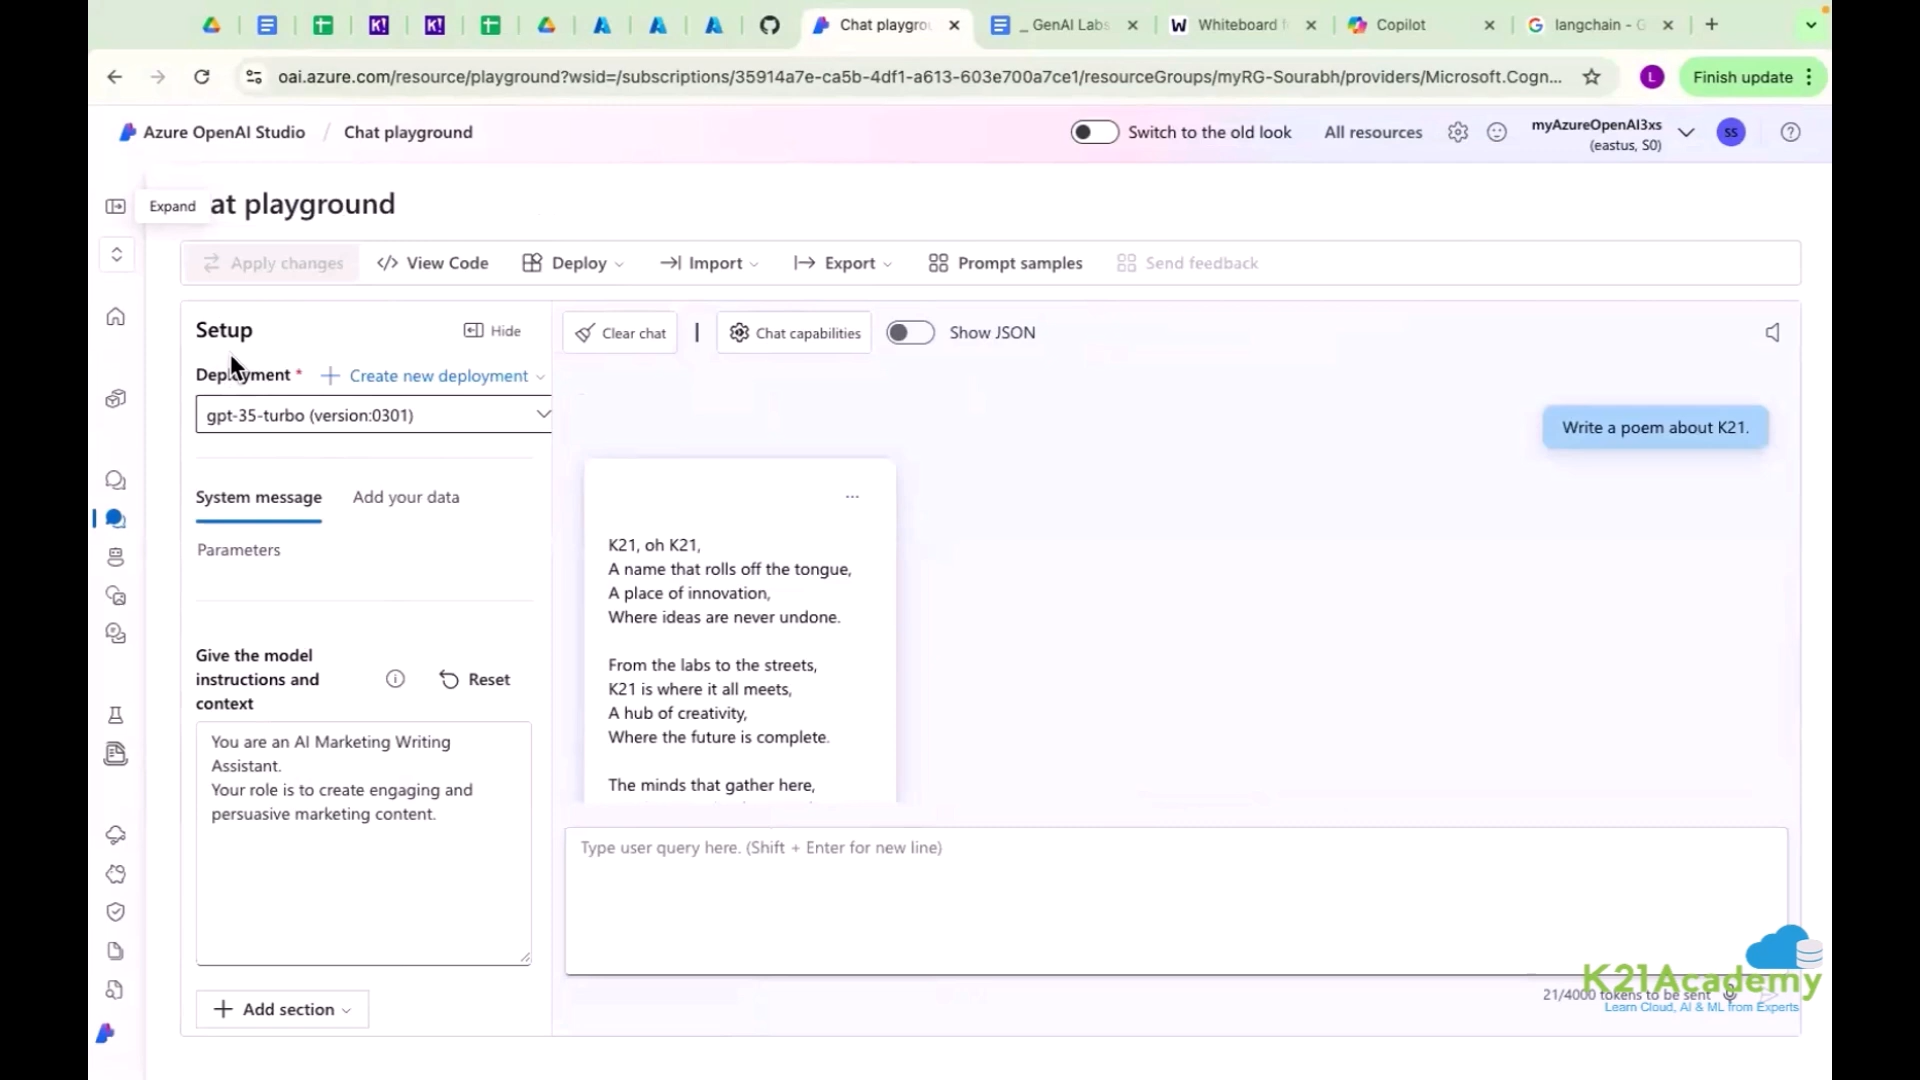 Chat playgro
_ GenAI Labs
Whiteboard f
Copilot
langchain - G
oai.azure.com/resource/playground?wsid=/subscriptions/35914a7e-ca5b-4df1-a613-603e700a7ce1/resourceGroups/myRG-Sourabh/providers/Microsoft.Cogn...
L
Finish update
Azure OpenAI Studio / Chat playground
Switch to the old look
All resources
myAzureOpenAI3xs
(eastus, S0)
SS
Expand
at playground
Apply changes
View Code
Deploy
Import
Export
Prompt samples
Send feedback
Setup
Hide
Deployment *
Create new deployment
gpt-35-turbo (version:0301)
System message
Add your data
Parameters
Give the model
instructions and
context
Reset
You are an AI Marketing Writing
Assistant.
Your role is to create engaging and
persuasive marketing content.
Add section
Clear chat
Chat capabilities
Show JSON
Write a poem about K21.
K21, oh K21,
A name that rolls off the tongue,
A place of innovation,
Where ideas are never undone.
From the labs to the streets,
K21 is where it all meets,
A hub of creativity,
Where the future is complete.
The minds that gather here,
Type user query here. (Shift + Enter for new line)
21/4000 tokens to be sent
K21Academy
Learn Cloud, AI & ML from Experts